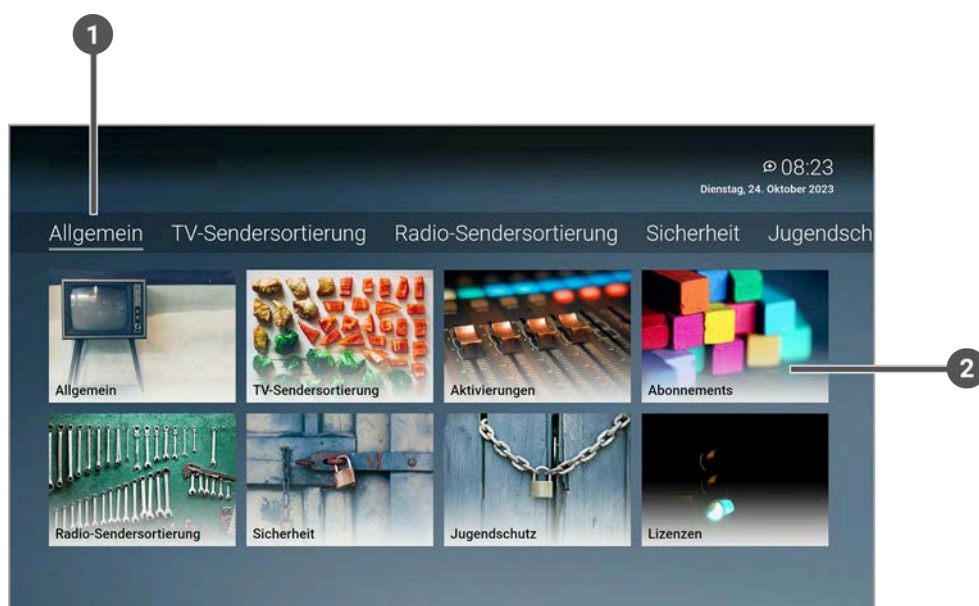 1
08:23
Dienstag, 24. Oktober 2023
Allgemein TV-Sendersortierung Radio-Sendersortierung Sicherheit Jugendsch
Allgemein TV-Sendersortierung Aktivierungen Abonnements
2
Radio-Sendersortierung Sicherheit Jugendschutz Lizenzen